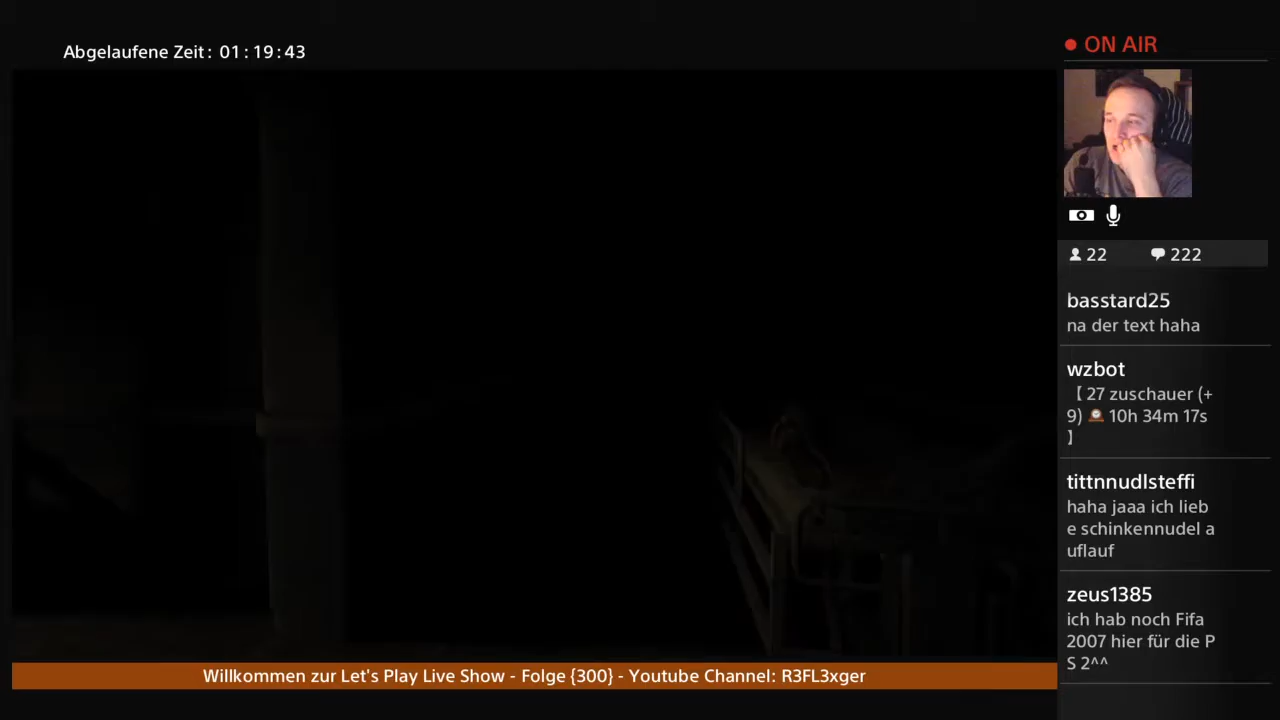 Abgelaufene Zeit: 01:19:43
ON AIR
22 222
basstard25
na der text haha
wzbot
【 27 zuschauer (+
9) 🕰 10h 34m 17s
】
tittnnudlsteffi
haha jaaa ich lieb
e schinkennudel a
uflauf
zeus1385
ich hab noch Fifa
2007 hier für die P
S 2^^
Willkommen zur Let's Play Live Show - Folge {300} - Youtube Channel: R3FL3xger